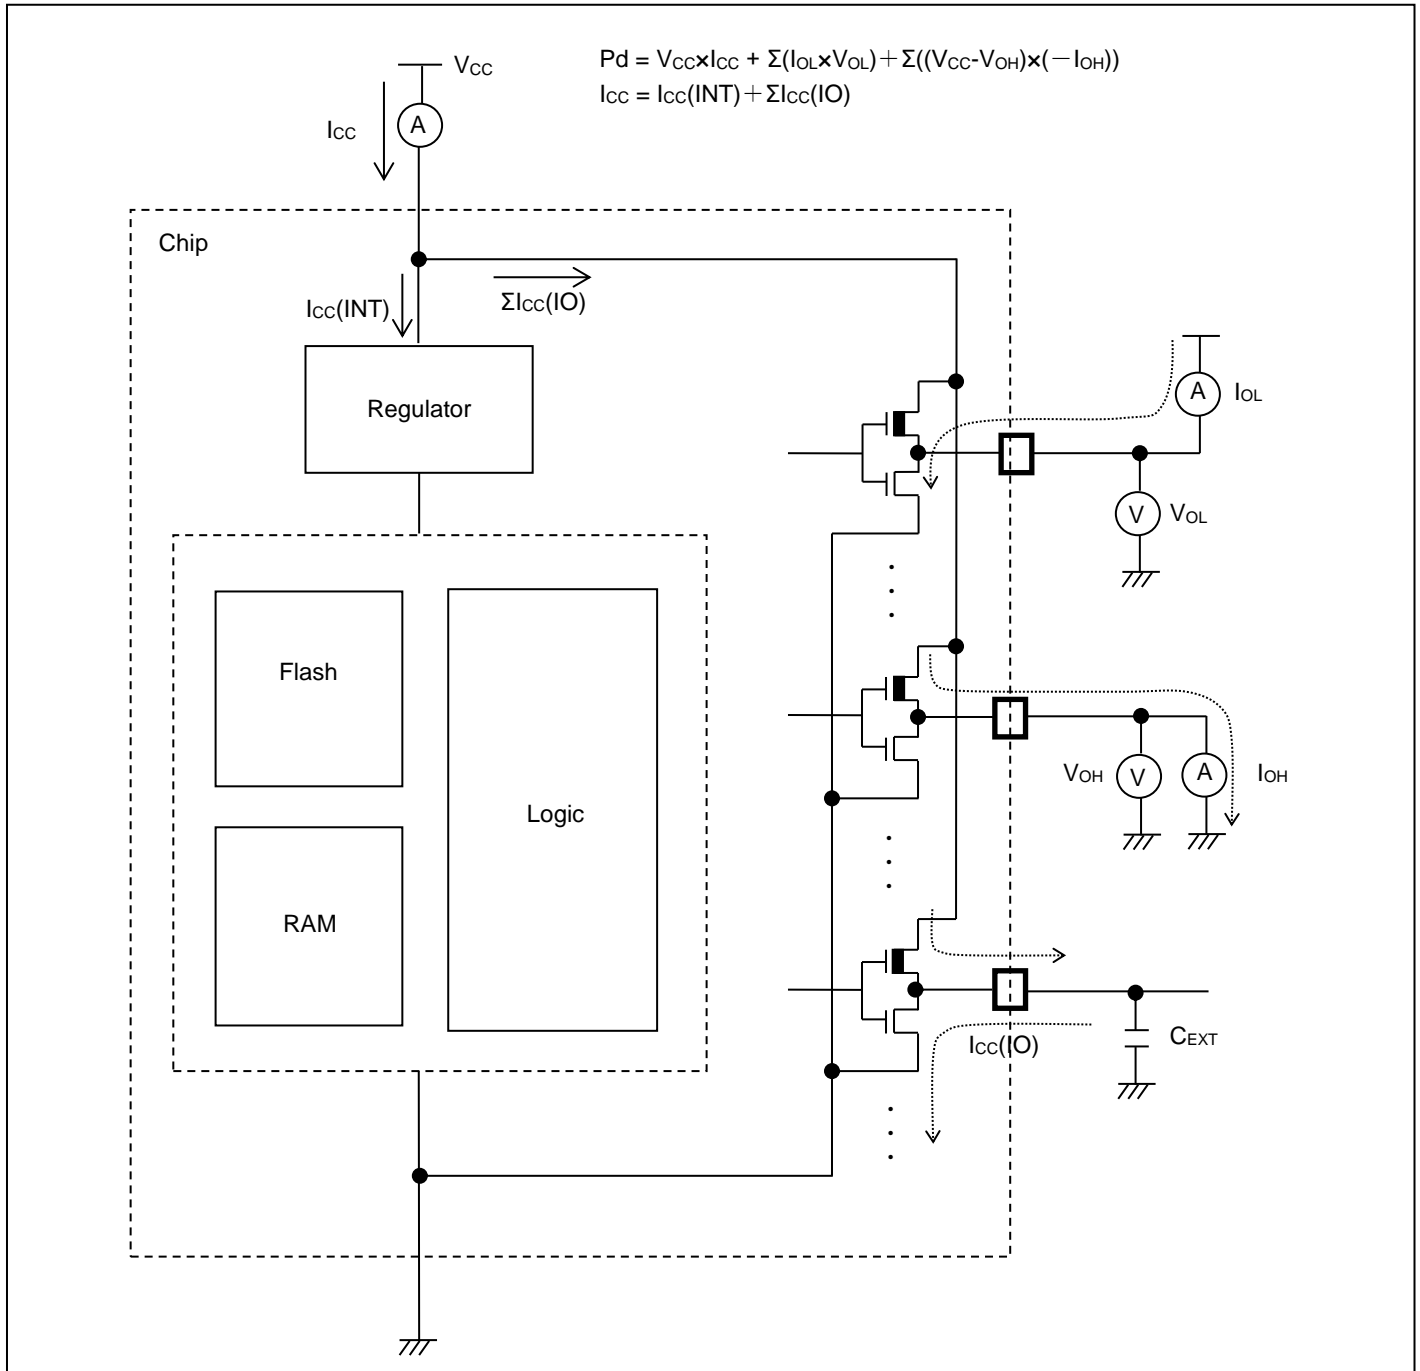 Pd = VCC×ICC + Σ(IOL×VOL)+Σ((VCC-VOH)×(-IOH))
ICC = ICC(INT)+ΣICC(IO)
VCC
A
ICC
Chip
ICC(INT)
ΣICC(IO)
Regulator
A
IOL
V
VOL
Flash
Logic
RAM
VOH
V
A
IOH
ICC(IO)
CEXT